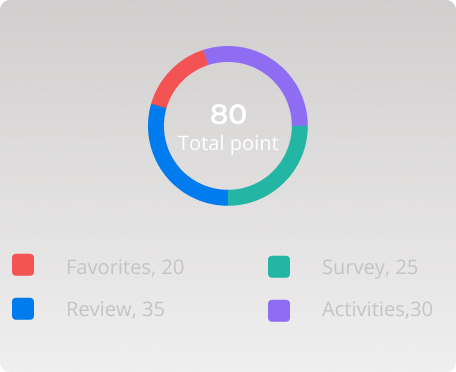 80
Total point
Favorites, 20
Survey, 25
Review, 35
Activities,30